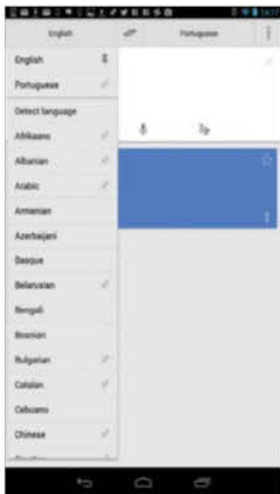 English Portuguese
English
Portuguese
Detect language
Afrikaans
Albanian
Arabic
Armenian
Azerbaijani
Basque
Belarusian
Bengali
Bosnian
Bulgarian
Catalan
Cebuano
Chinese